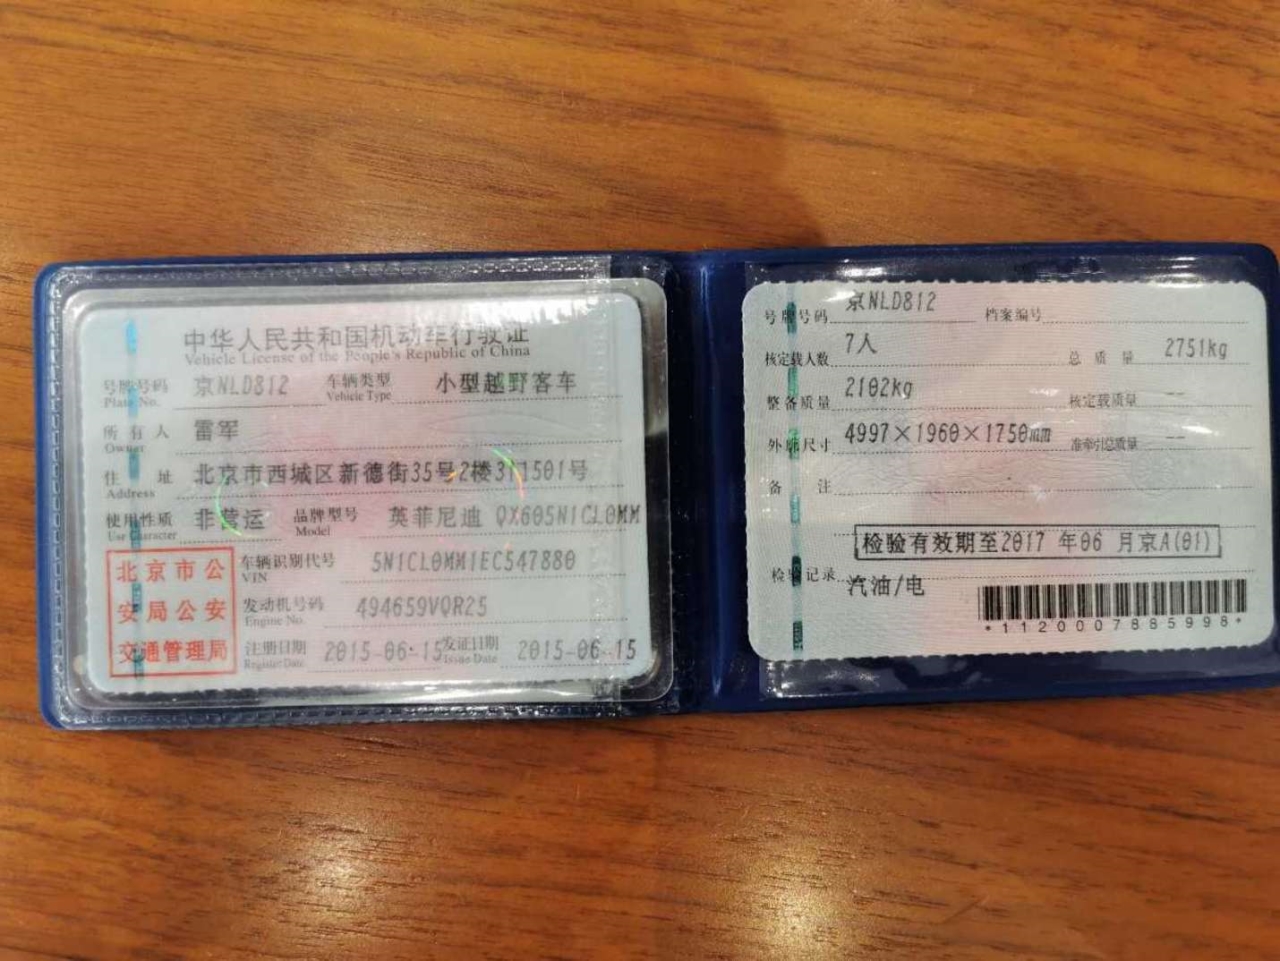 中华人民共和国机动车行驶证
Vehicle License of the People's Republic of China
号牌号码 京NLD812 车辆类型 小型越野客车
Plate No. Vehicle Type
所有人 雷军
Owner
住 址 北京市西城区新德街35号2楼311501号
Address
使用性质 非营运 品牌型号 英菲尼迪 QX605N1CL0MM
Use Character Model
车辆识别代号 5N1CL0MM1EC547880
VIN
发动机号码 494659VQR25
Engine No.
注册日期 2015-06-15 发证日期 2015-06-15
Register Date Issue Date
北京市公
安局公安
交通管理局
号牌号码 京NLD812 档案编号
核定载人数 7人 总质量 2751kg
整备质量 2102kg 核定载质量 --
外廓尺寸 4997×1960×1750mm 准牵引总质量 --
备 注
检验有效期至2017 年06 月京A(01)
检验记录 汽油/电
*1120007885998*